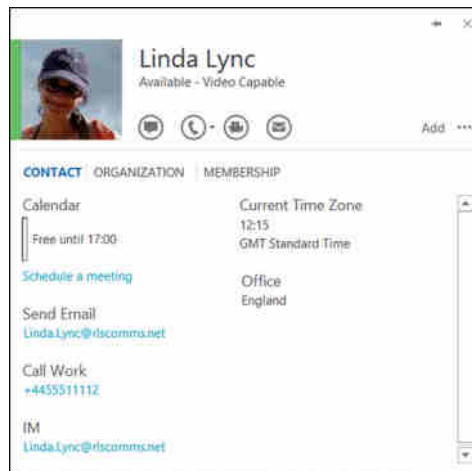 Linda Lync
Available - Video Capable
Add
CONTACT ORGANIZATION MEMBERSHIP
Calendar
Free until 17:00
Schedule a meeting
Send Email
Linda.Lync@rlscomms.net
Call Work
+4455511112
IM
Linda.Lync@rlscomms.net
Current Time Zone
12:15
GMT Standard Time
Office
England